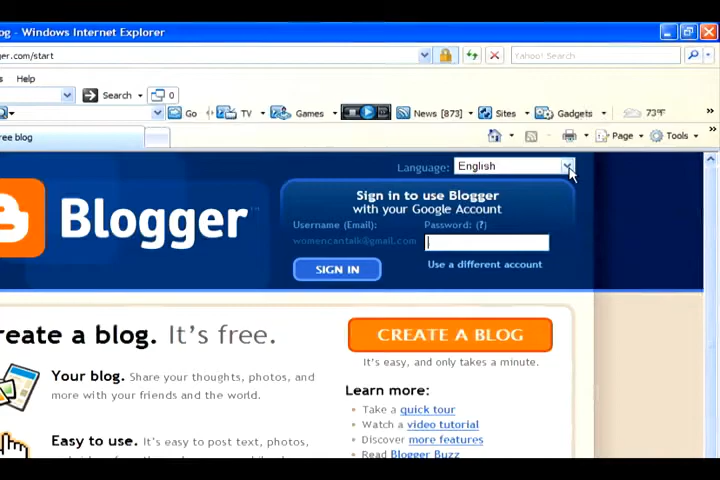 og - Windows Internet Explorer
ger.com/start
Yahoo! Search
s Help
Search 0
Go TV Games News [873] Sites Gadgets 73°F
ree blog
Page Tools
Language: English
Blogger™
Sign in to use Blogger
with your Google Account
Username (Email): Password: (?)
womencantalk@gmail.com
Use a different account
SIGN IN
reate a blog. It's free.
CREATE A BLOG
It's easy, and only takes a minute.
Your blog. Share your thoughts, photos, and
more with your friends and the world.
Learn more:
• Take a quick tour
• Watch a video tutorial
• Discover more features
• Read Blogger Buzz
Easy to use. It's easy to post text, photos,